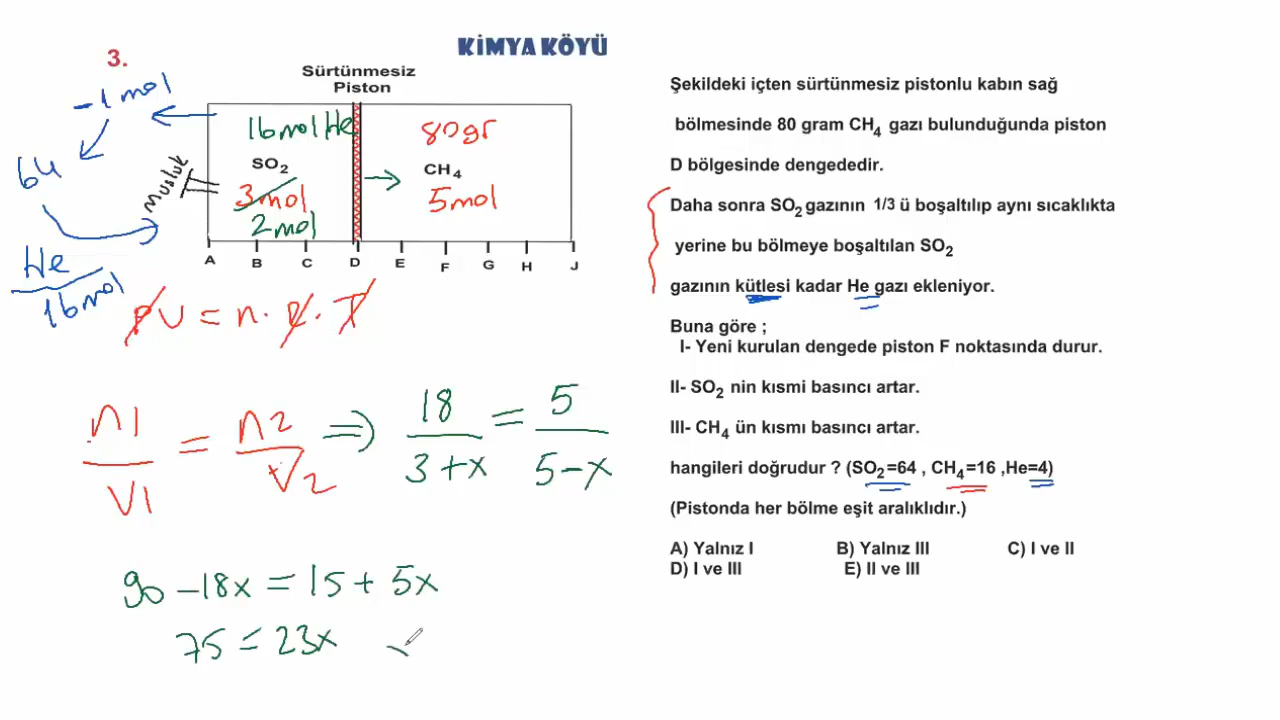 KİMYA KÖYÜ
3.
Sürtünmesiz
Piston
-1 mol
64
He
16mol
Musluk
16mol He
SO2
3mol
2mol
80gr
CH4
5mol
A B C D E F G H J
PV = n. R. T
n1/V1 = n2/V2 ⇒ 18/3+x = 5/5-x
90 -18x = 15 + 5x
75 = 23x
Şekildeki içten sürtünmesiz pistonlu kabın sağ
bölmesinde 80 gram CH4 gazı bulunduğunda piston
D bölgesinde dengededir.
Daha sonra SO2 gazının 1/3 ü boşaltılıp aynı sıcaklıkta
yerine bu bölmeye boşaltılan SO2
gazının kütlesi kadar He gazı ekleniyor.
Buna göre ;
I- Yeni kurulan dengede piston F noktasında durur.
II- SO2 nin kısmi basıncı artar.
III- CH4 ün kısmı basıncı artar.
hangileri doğrudur ? (SO2=64 , CH4=16 ,He=4)
(Pistonda her bölme eşit aralıklıdır.)
A) Yalnız I B) Yalnız III C) I ve II
D) I ve III E) II ve III